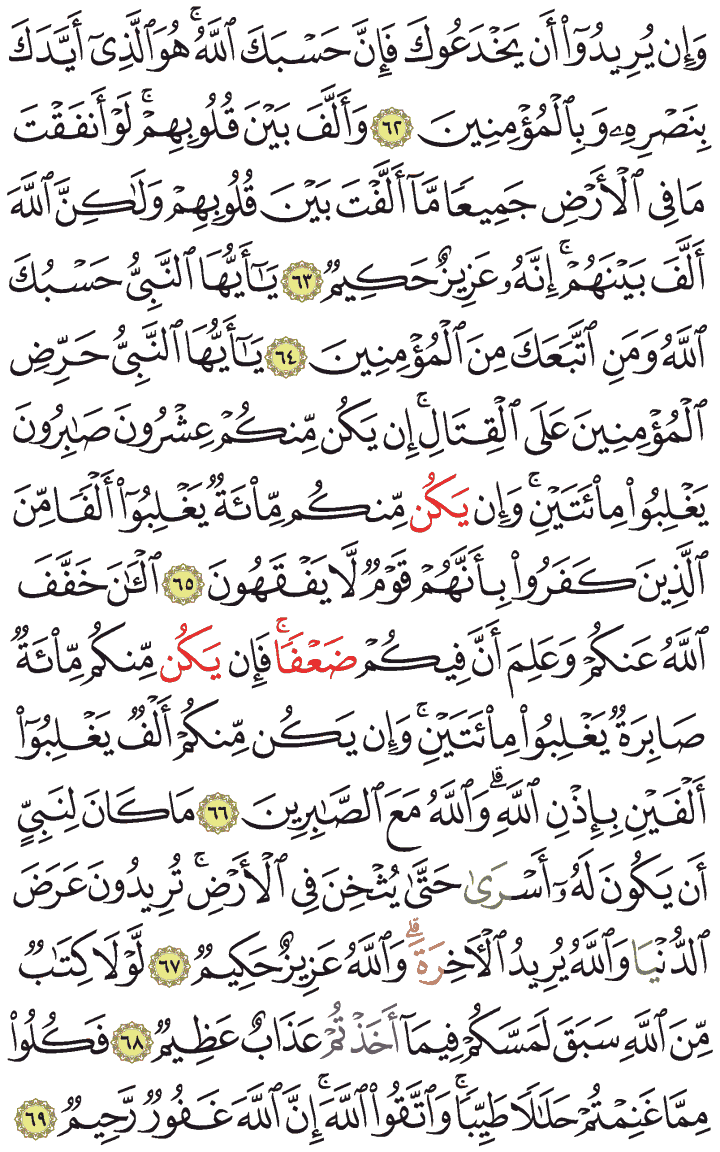 وَإِن يُرِيدُوٓا۟ أَن يَخْدَعُوكَ فَإِنَّ حَسْبَكَ ٱللَّهُ ۚ هُوَ ٱلَّذِىٓ أَيَّدَكَ
بِنَصْرِهِۦ وَبِٱلْمُؤْمِنِينَ ٦٢ وَأَلَّفَ بَيْنَ قُلُوبِهِمْ ۚ لَوْ أَنفَقْتَ
مَا فِى ٱلْأَرْضِ جَمِيعًا مَّآ أَلَّفْتَ بَيْنَ قُلُوبِهِمْ وَلَٰكِنَّ ٱللَّهَ
أَلَّفَ بَيْنَهُمْ ۚ إِنَّهُۥ عَزِيزٌ حَكِيمٌ ٦٣ يَٰٓأَيُّهَا ٱلنَّبِىُّ حَسْبُكَ
ٱللَّهُ وَمَنِ ٱتَّبَعَكَ مِنَ ٱلْمُؤْمِنِينَ ٦٤ يَٰٓأَيُّهَا ٱلنَّبِىُّ حَرِّضِ
ٱلْمُؤْمِنِينَ عَلَى ٱلْقِتَالِ ۚ إِن يَكُن مِّنكُمْ عِشْرُونَ صَٰبِرُونَ
يَغْلِبُوا۟ مِا۟ئَتَيْنِ ۚ وَإِن يَكُن مِّنكُم مِّا۟ئَةٌ يَغْلِبُوٓا۟ أَلْفًا مِّنَ
ٱلَّذِينَ كَفَرُوا۟ بِأَنَّهُمْ قَوْمٌ لَّا يَفْقَهُونَ ٦٥ ٱلْـَٰٔنَ خَفَّفَ
ٱللَّهُ عَنكُمْ وَعَلِمَ أَنَّ فِيكُمْ ضَعْفًا ۚ فَإِن يَكُن مِّنكُم مِّا۟ئَةٌ
صَابِرَةٌ يَغْلِبُوا۟ مِا۟ئَتَيْنِ ۚ وَإِن يَكُن مِّنكُمْ أَلْفٌ يَغْلِبُوٓا۟
أَلْفَيْنِ بِإِذْنِ ٱللَّهِ ۗ وَٱللَّهُ مَعَ ٱلصَّٰبِرِينَ ٦٦ مَا كَانَ لِنَبِىٍّ
أَن يَكُونَ لَهُۥٓ أَسْرَىٰ حَتَّىٰ يُثْخِنَ فِى ٱلْأَرْضِ ۚ تُرِيدُونَ عَرَضَ
ٱلدُّنْيَا وَٱللَّهُ يُرِيدُ ٱلْءَاخِرَةَ ۗ وَٱللَّهُ عَزِيزٌ حَكِيمٌ ٦٧ لَّوْلَا كِتَٰبٌ
مِّنَ ٱللَّهِ سَبَقَ لَمَسَّكُمْ فِيمَآ أَخَذْتُمْ عَذَابٌ عَظِيمٌ ٦٨ فَكُلُوا۟
مِمَّا غَنِمْتُمْ حَلَٰلًا طَيِّبًا ۚ وَٱتَّقُوا۟ ٱللَّهَ ۚ إِنَّ ٱللَّهَ غَفُورٌ رَّحِيمٌ ٦٩